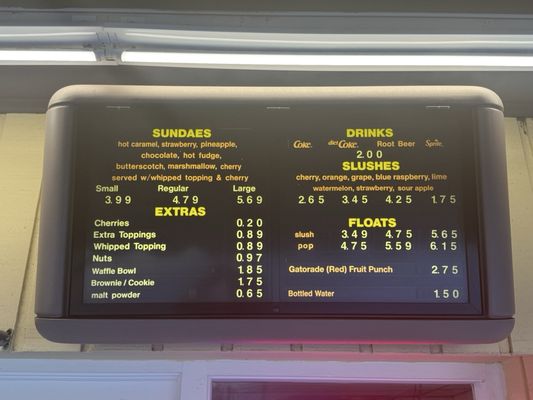 SUNDAES
hot caramel, strawberry, pineapple,
chocolate, hot fudge,
butterscotch, marshmallow, cherry
served w/whipped topping & cherry
Small Regular Large
3.99 4.79 5.69
EXTRAS
Cherries 0.20
Extra Toppings 0.89
Whipped Topping 0.89
Nuts 0.97
Waffle Bowl 1.85
Brownie / Cookie 1.75
malt powder 0.65
DRINKS
Coke diet Coke Root Beer Sprite
2.00
SLUSHES
cherry, orange, grape, blue raspberry, lime
watermelon, strawberry, sour apple
2.65 3.45 4.25 1.75
FLOATS
slush 3.49 4.75 5.65
pop 4.75 5.59 6.15
Gatorade (Red) Fruit Punch 2.75
Bottled Water 1.50